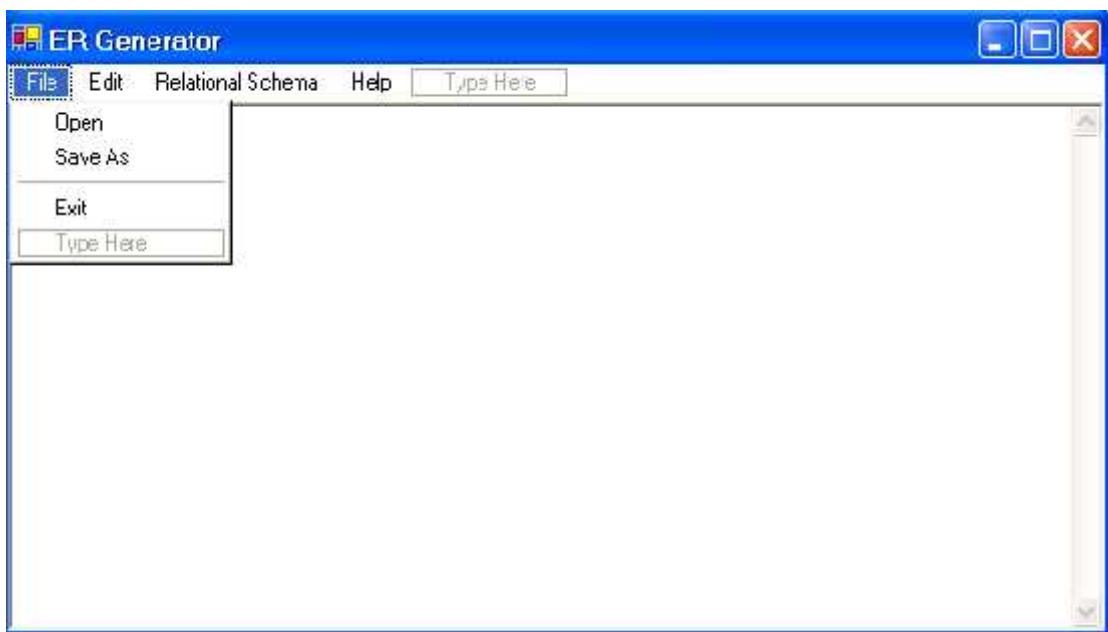 ER Generator
File Edit Relational Schema Help Type Here
Open
Save As
Exit
Type Here